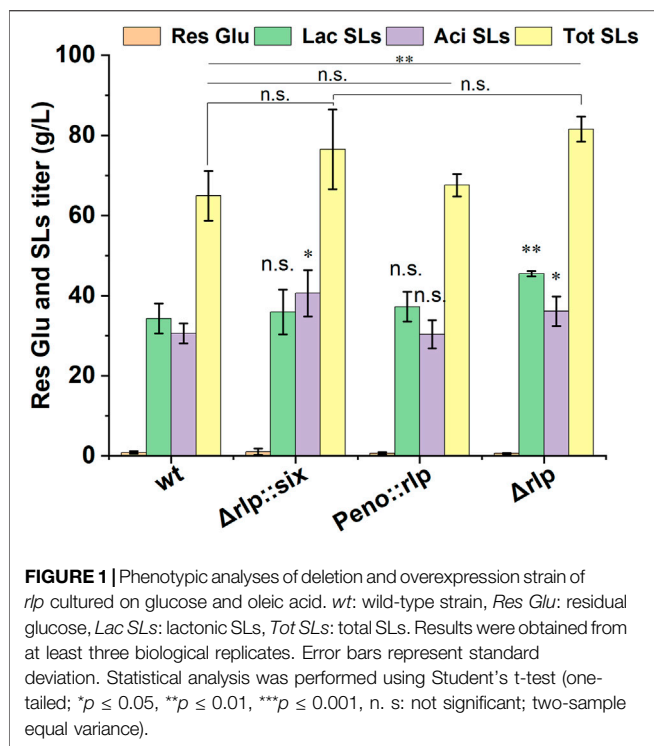 Res Glu Lac SLs Aci SLs Tot SLs
100
80
60
40
20
0
Res Glu and SLs titer (g/L)
**
n.s.
n.s.
n.s.
n.s.
*
n.s.
n.s.
**
*
wt
Δrlp::six
Peno::rlp
Δrlp
FIGURE 1 | Phenotypic analyses of deletion and overexpression strain of
rlp cultured on glucose and oleic acid. wt: wild-type strain, Res Glu: residual
glucose, Lac SLs: lactonic SLs, Tot SLs: total SLs. Results were obtained from
at least three biological replicates. Error bars represent standard
deviation. Statistical analysis was performed using Student's t-test (one-
tailed; *p ≤ 0.05, **p ≤ 0.01, ***p ≤ 0.001, n. s: not significant; two-sample
equal variance).